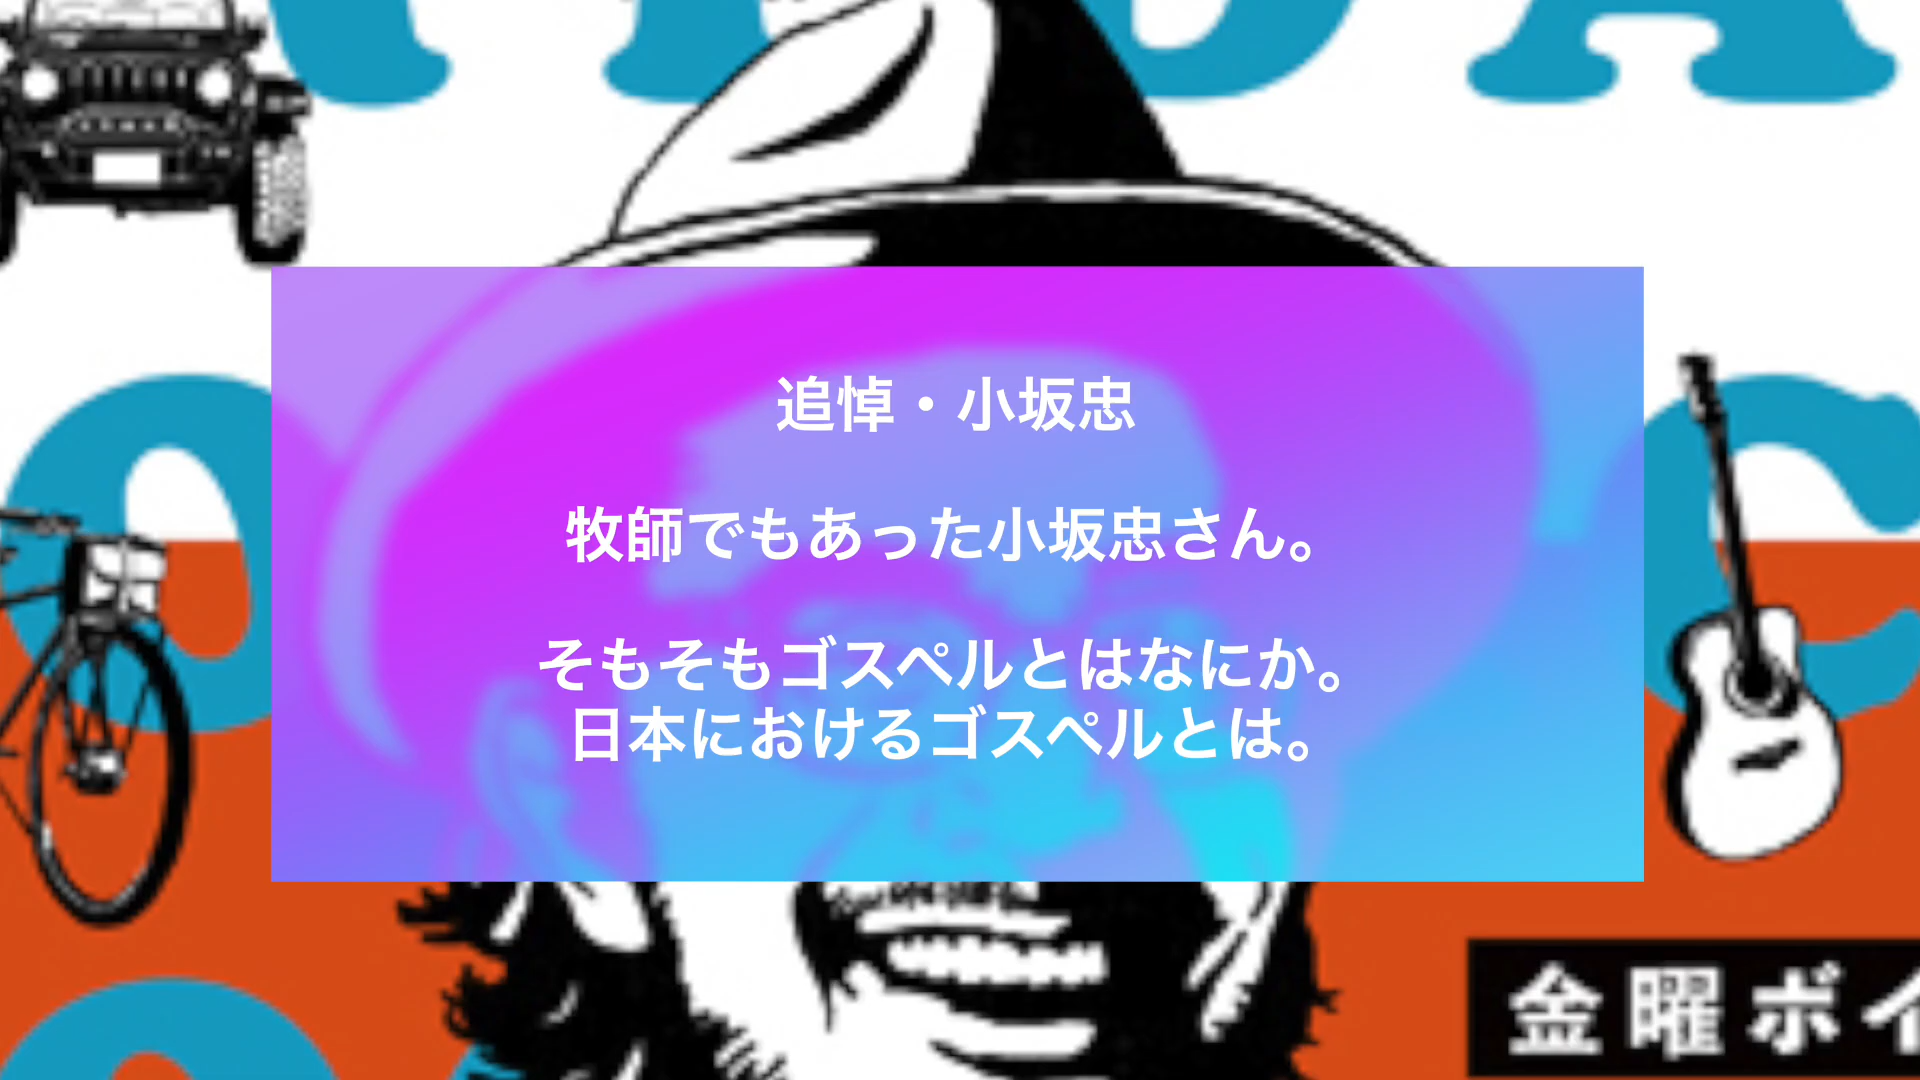 追悼・小坂忠
牧師でもあった小坂忠さん。
そもそもゴスペルとはなにか。
日本におけるゴスペルとは。
金曜ボイ